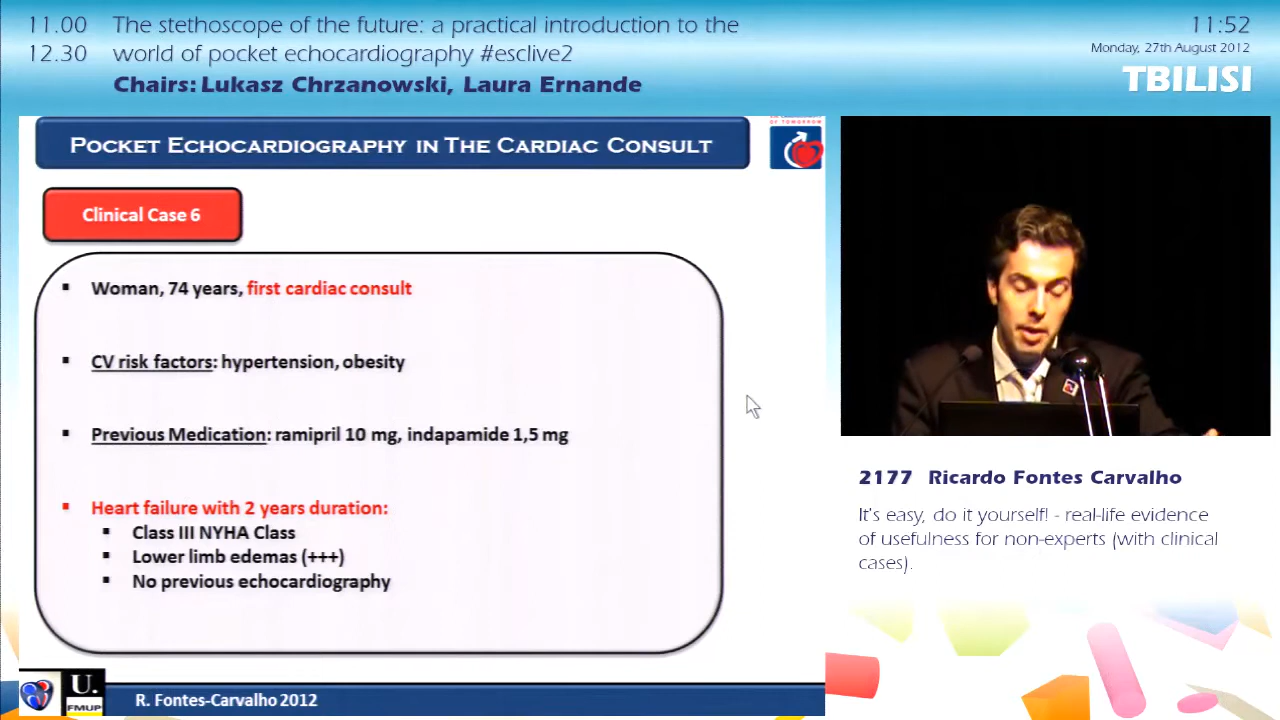 11.00 The stethoscope of the future: a practical introduction to the
12.30 world of pocket echocardiography #esclive2
Chairs: Lukasz Chrzanowski, Laura Ernande
11:52
Monday, 27th August 2012
TBILISI
POCKET ECHOCARDIOGRAPHY IN THE CARDIAC CONSULT
OF TOMORROW
Clinical Case 6
Woman, 74 years, first cardiac consult
CV risk factors: hypertension, obesity
Previous Medication: ramipril 10 mg, indapamide 1,5 mg
Heart failure with 2 years duration:
Class III NYHA Class
Lower limb edemas (+++)
No previous echocardiography
U.
FMUP
R. Fontes-Carvalho 2012
2177 Ricardo Fontes Carvalho
It's easy, do it yourself! - real-life evidence
of usefulness for non-experts (with clinical
cases).